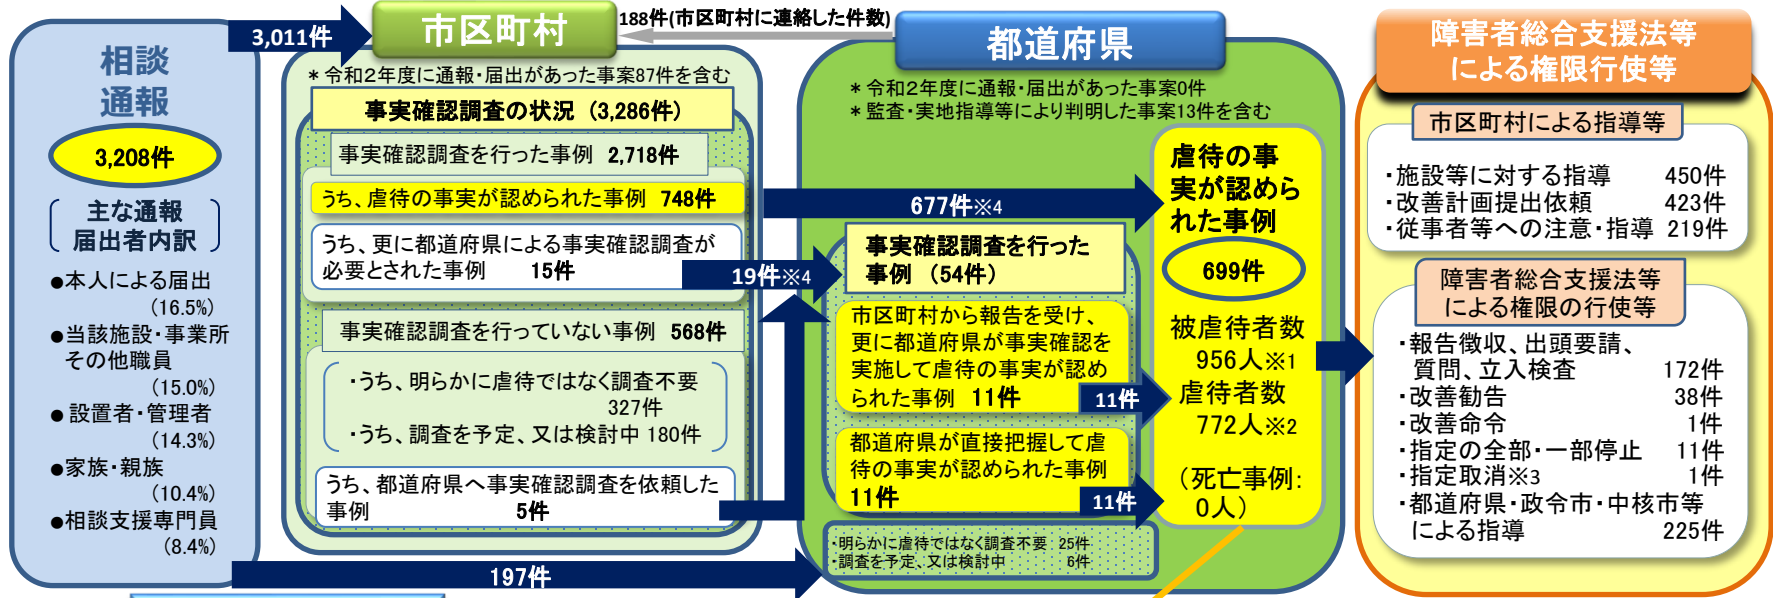 相談
通報
3,208件
主な通報
届出者内訳
●本人による届出
(16.5%)
●当該施設・事業所
その他職員
(15.0%)
●設置者・管理者
(14.3%)
●家族・親族
(10.4%)
●相談支援専門員
(8.4%)
3,011件
197件
市区町村
188件(市区町村に連絡した件数)
＊令和２年度に通報・届出があった事案87件を含む
事実確認調査の状況 (3,286件)
事実確認調査を行った事例 2,718件
うち、虐待の事実が認められた事例 748件
うち、更に都道府県による事実確認調査が
必要とされた事例 15件
事実確認調査を行っていない事例 568件
・うち、明らかに虐待ではなく調査不要
327件
・うち、調査を予定、又は検討中 180件
うち、都道府県へ事実確認調査を依頼した
事例 5件
677件※4
19件※4
都道府県
＊令和２年度に通報・届出があった事案0件
＊監査・実地指導等により判明した事案13件を含む
事実確認調査を行った
事例 (54件)
市区町村から報告を受け、
更に都道府県が事実確認を
実施して虐待の事実が認め
られた事例 11件
11件
都道府県が直接把握して虐
待の事実が認められた事例
11件
11件
・明らかに虐待ではなく調査不要 25件
・調査を予定、又は検討中 6件
虐待の事
実が認めら
れた事例
699件
被虐待者数
956人※1
虐待者数
772人※2
（死亡事例：
0人）
障害者総合支援法等
による権限行使等
市区町村による指導等
・施設等に対する指導 450件
・改善計画提出依頼 423件
・従事者等への注意・指導 219件
障害者総合支援法等
による権限の行使等
・報告徴収、出頭要請、
質問、立入検査 172件
・改善勧告 38件
・改善命令 1件
・指定の全部・一部停止 11件
・指定取消※3 1件
・都道府県・政令市・中核市等
による指導 225件